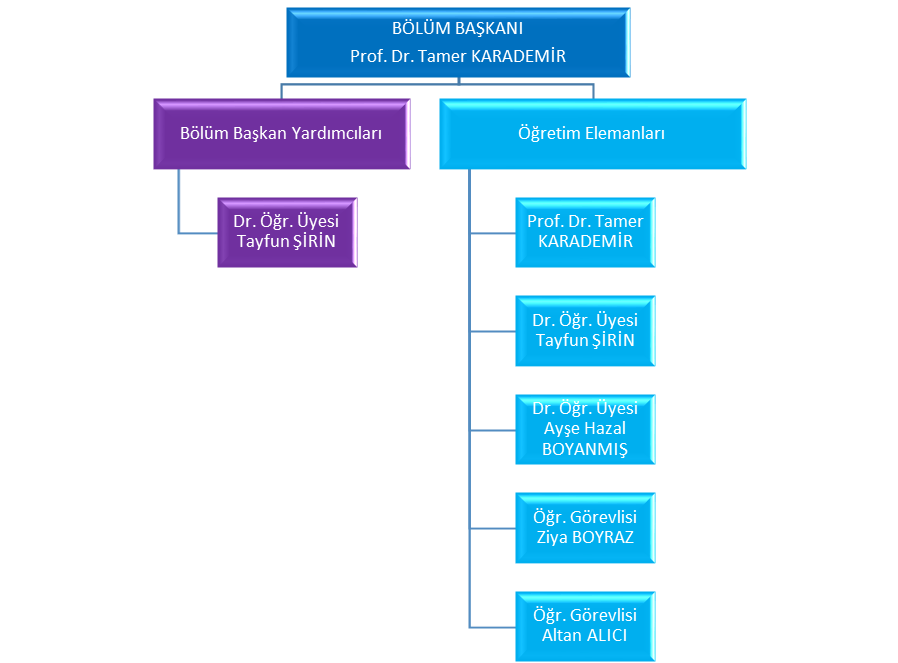 BÖLÜM BAŞKANI
Prof. Dr. Tamer KARADEMİR
Bölüm Başkan Yardımcıları
Dr. Öğr. Üyesi
Tayfun ŞİRİN
Öğretim Elemanları
Prof. Dr. Tamer
KARADEMİR
Dr. Öğr. Üyesi
Tayfun ŞİRİN
Dr. Öğr. Üyesi
Ayşe Hazal
BOYANMIŞ
Öğr. Görevlisi
Ziya BOYRAZ
Öğr. Görevlisi
Altan ALICI